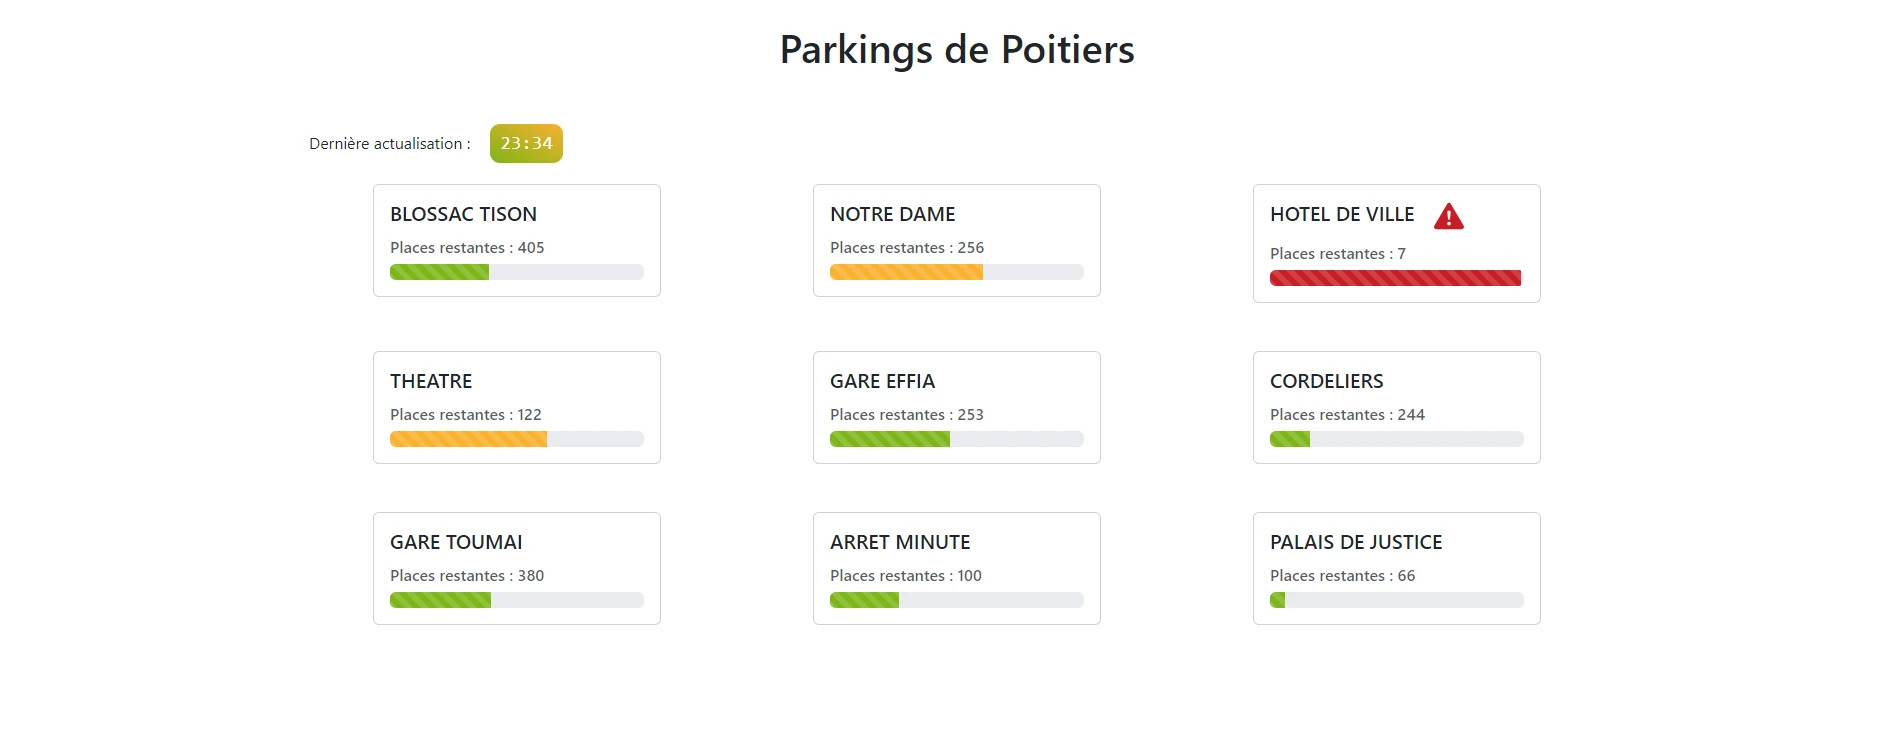 Parkings de Poitiers
Dernière actualisation : 23:34
BLOSSAC TISON
Places restantes : 405
NOTRE DAME
Places restantes : 256
HOTEL DE VILLE
Places restantes : 7
THEATRE
Places restantes : 122
GARE EFFIA
Places restantes : 253
CORDELIERS
Places restantes : 244
GARE TOUMAI
Places restantes : 380
ARRET MINUTE
Places restantes : 100
PALAIS DE JUSTICE
Places restantes : 66